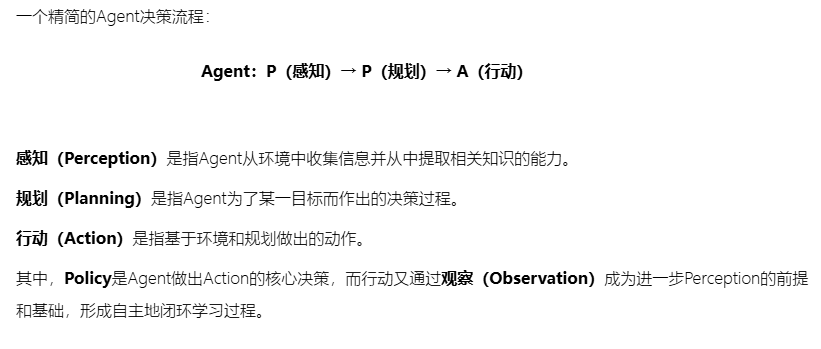 一个精简的Agent决策流程：
Agent：P（感知）→ P（规划）→ A（行动）
感知（Perception）是指Agent从环境中收集信息并从中提取相关知识的能力。
规划（Planning）是指Agent为了某一目标而作出的决策过程。
行动（Action）是指基于环境和规划做出的动作。
其中，Policy是Agent做出Action的核心决策，而行动又通过观察（Observation）成为进一步Perception的前提
和基础，形成自主地闭环学习过程。